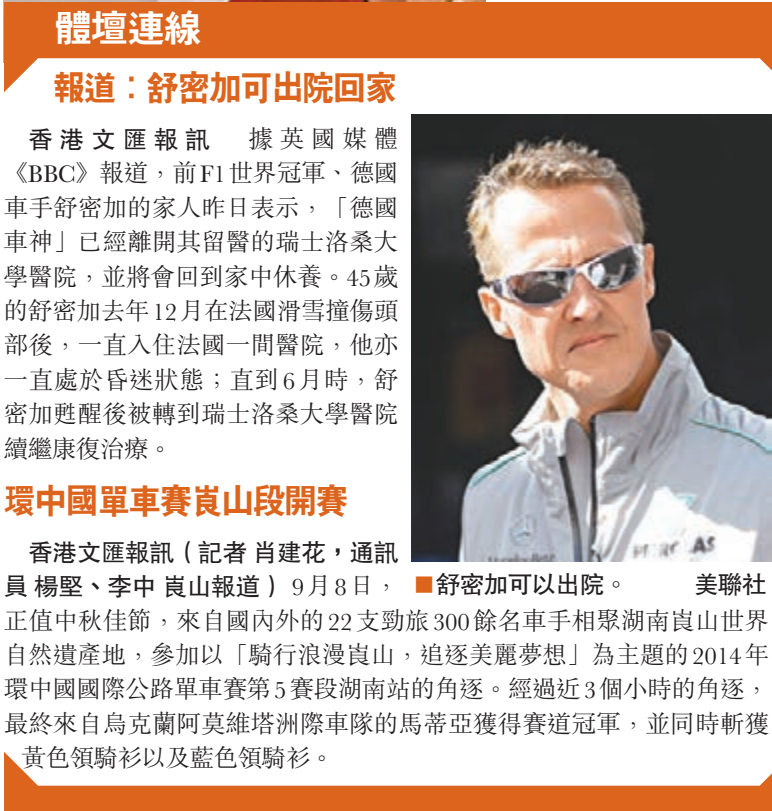 體壇連線
報道：舒密加可出院回家
香港文匯報訊　據英國媒體
《BBC》報道，前F1世界冠軍、德國
車手舒密加的家人昨日表示，「德國
車神」已經離開其留醫的瑞士洛桑大
學醫院，並將會回到家中休養。45歲
的舒密加去年12月在法國滑雪撞傷頭
部後，一直入住法國一間醫院，他亦
一直處於昏迷狀態；直到6月時，舒
密加甦醒後被轉到瑞士洛桑大學醫院
續繼康復治療。
■舒密加可以出院。　美聯社
環中國單車賽崀山段開賽
香港文匯報訊（記者 肖建花，通訊
員 楊堅、李中 崀山報道）9月8日，
正值中秋佳節，來自國內外的22支勁旅300餘名車手相聚湖南崀山世界
自然遺產地，參加以「騎行浪漫崀山，追逐美麗夢想」為主題的2014年
環中國國際公路單車賽第5賽段湖南站的角逐。經過近3個小時的角逐，
最終來自烏克蘭阿莫維塔洲際車隊的馬蒂亞獲得賽道冠軍，並同時斬獲
黃色領騎衫以及藍色領騎衫。